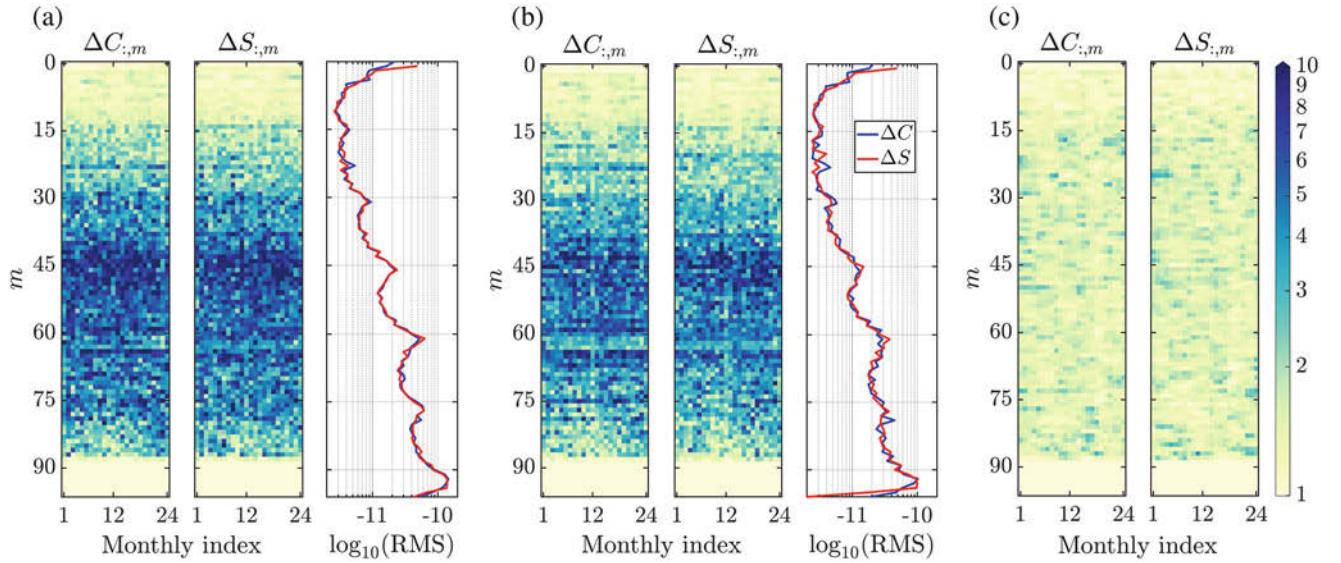 (a)
ΔC:,m
ΔS:,m
0
15
30
45
60
75
90
m
1
12
24
1
12
24
Monthly index
-11
-10
log10(RMS)
(b)
ΔC:,m
ΔS:,m
0
15
30
45
60
75
90
m
1
12
24
1
12
24
Monthly index
ΔC
ΔS
-11
-10
log10(RMS)
(c)
ΔC:,m
ΔS:,m
0
15
30
45
60
75
90
m
1
12
24
1
12
24
Monthly index
10
9
8
7
6
5
4
3
2
1